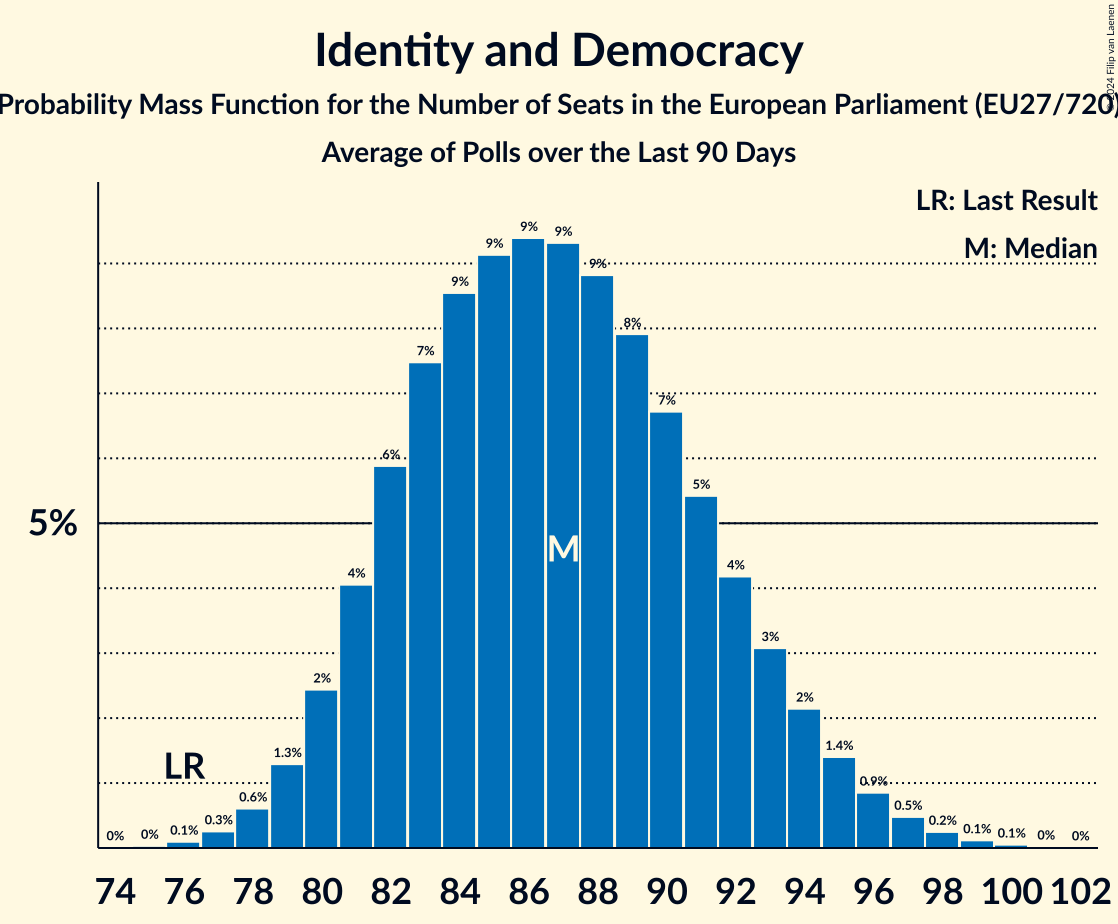 Identity and Democracy
Probability Mass Function for the Number of Seats in the European Parliament (EU27/720)
Average of Polls over the Last 90 Days
© 2024 Filip van Laenen
LR: Last Result
M: Median
5%
0% 0% 0.1% 0.3% 0.6% 1.3% 2% 4% 6% 7% 9% 9% 9% 9% 9% 8% 7% 5% 4% 3% 2% 1.4% 0.9% 0.5% 0.2% 0.1% 0.1% 0% 0%
LR
M
74 76 78 80 82 84 86 88 90 92 94 96 98 100 102